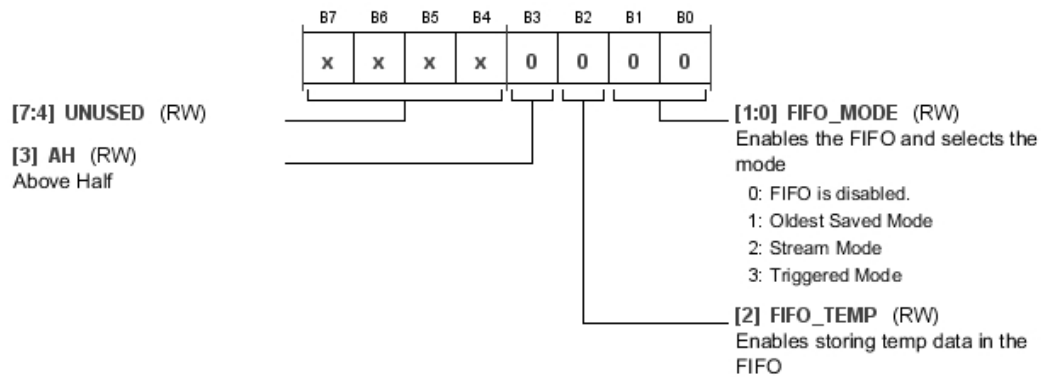 B7 B6 B5 B4 B3 B2 B1 B0
x x x x 0 0 0 0
[7:4] UNUSED (RW)
[3] AH (RW)
Above Half
[1:0] FIFO_MODE (RW)
Enables the FIFO and selects the
mode
0: FIFO is disabled.
1: Oldest Saved Mode
2: Stream Mode
3: Triggered Mode
[2] FIFO_TEMP (RW)
Enables storing temp data in the
FIFO